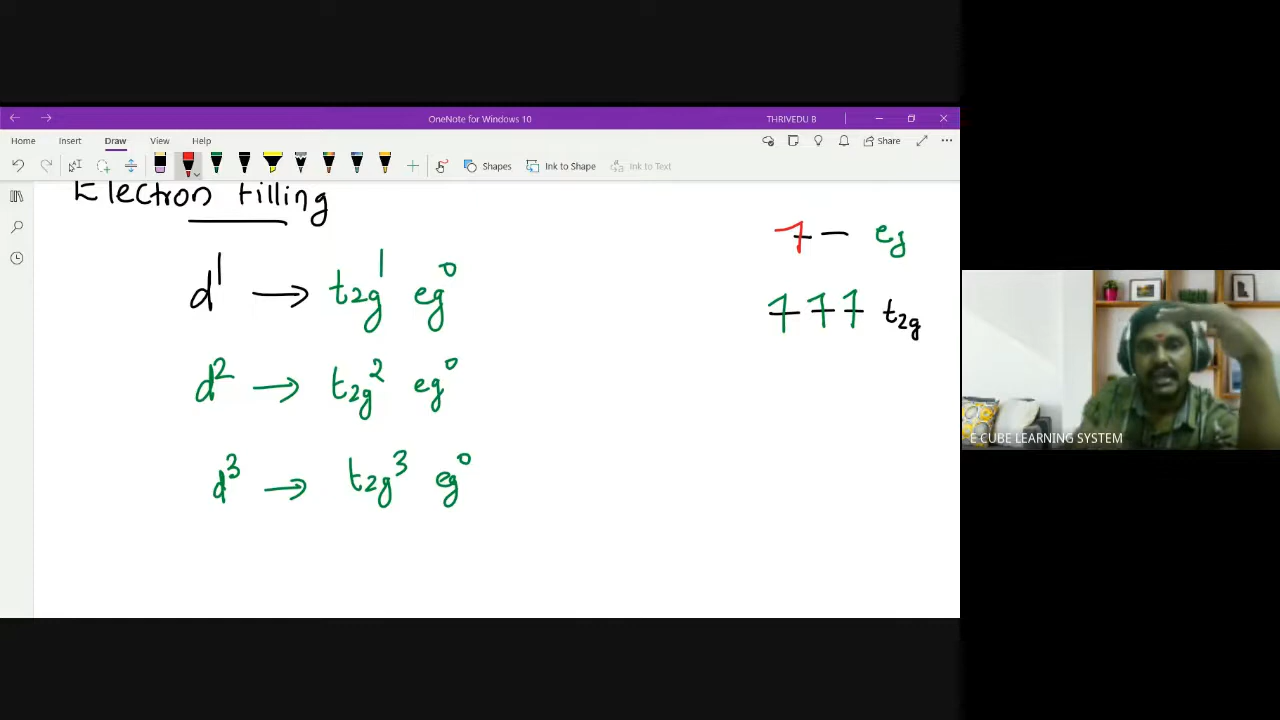 OneNote for Windows 10
THRIVEDU B
Home Insert Draw View Help
Share
Shapes Ink to Shape Ink to Text
Electron Filling
d¹ → t₂g¹ eg⁰
d² → t₂g² eg⁰
d³ → t₂g³ eg⁰
eg
t₂g
E CUBE LEARNING SYSTEM